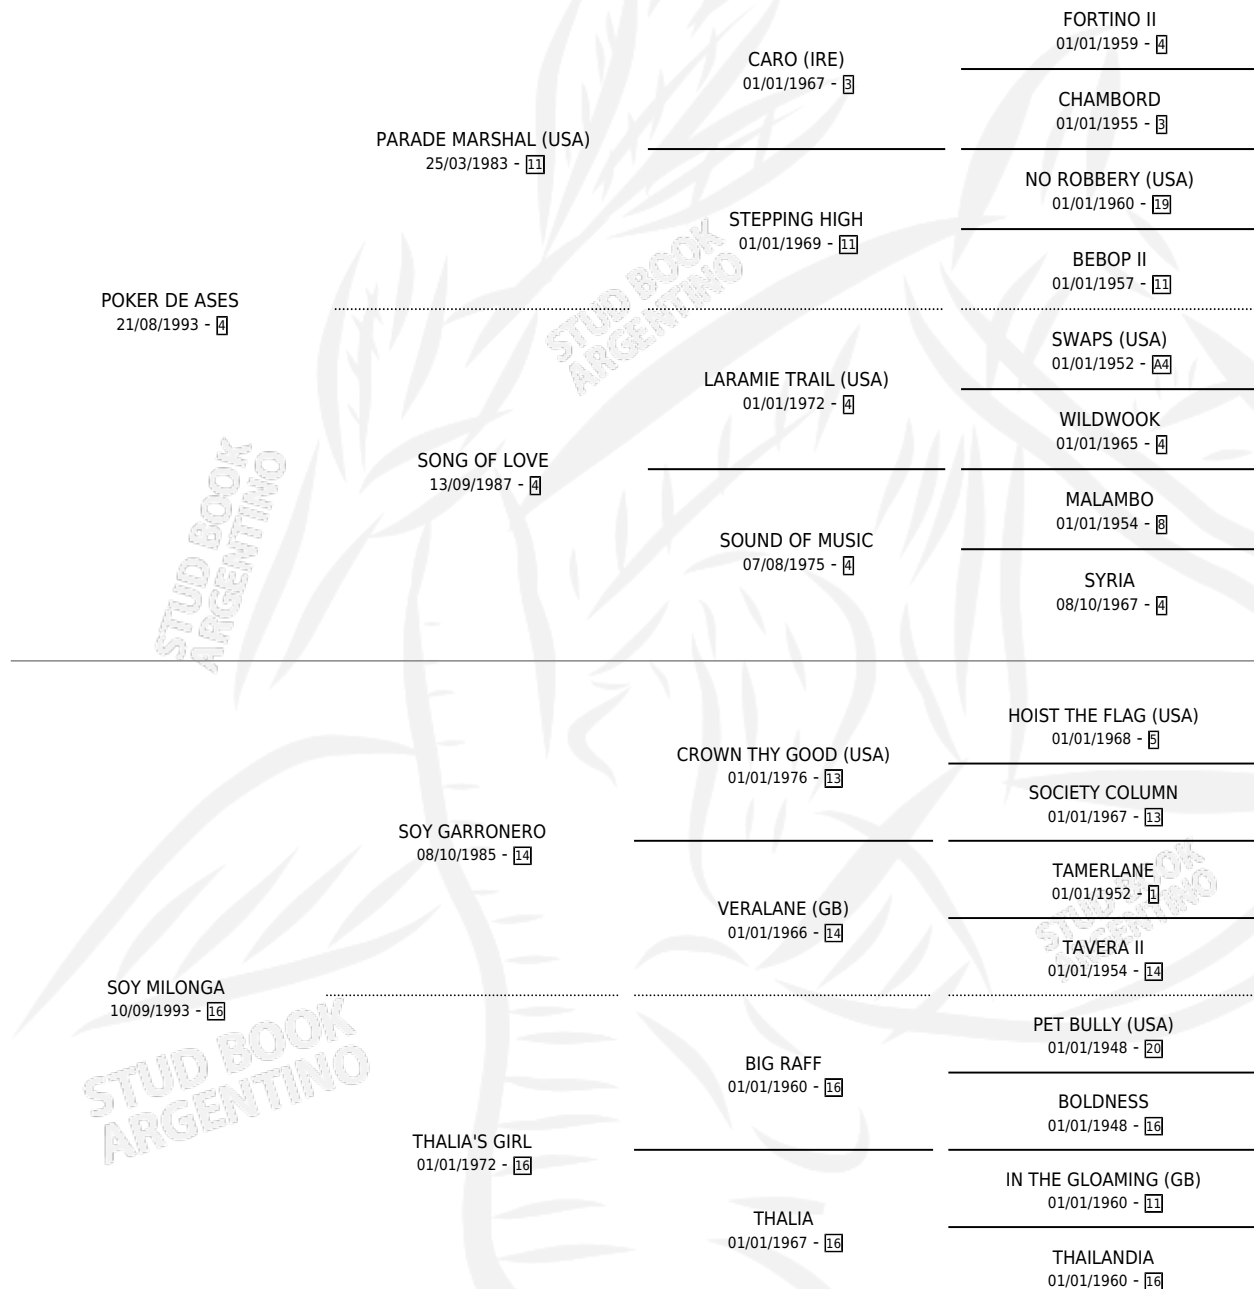 FORTINO II
01/01/1959 - 4
CARO (IRE)
01/01/1967 - 3
CHAMBORD
01/01/1955 - 3
PARADE MARSHAL (USA)
25/03/1983 - 11
NO ROBBERY (USA)
01/01/1960 - 19
STEPPING HIGH
01/01/1969 - 11
BEBOP II
01/01/1957 - 11
POKER DE ASES
21/08/1993 - 4
SWAPS (USA)
01/01/1952 - A4
LARAMIE TRAIL (USA)
01/01/1972 - 4
WILDWOOK
01/01/1965 - 4
SONG OF LOVE
13/09/1987 - 4
MALAMBO
01/01/1954 - 8
SOUND OF MUSIC
07/08/1975 - 4
SYRIA
08/10/1967 - 4
HOIST THE FLAG (USA)
01/01/1968 - 5
CROWN THY GOOD (USA)
01/01/1976 - 13
SOCIETY COLUMN
01/01/1967 - 13
SOY GARRONERO
08/10/1985 - 14
TAMERLANE
01/01/1952 - 1
VERALANE (GB)
01/01/1966 - 14
TAVERA II
01/01/1954 - 14
SOY MILONGA
10/09/1993 - 16
PET BULLY (USA)
01/01/1948 - 20
BIG RAFF
01/01/1960 - 16
BOLDNESS
01/01/1948 - 16
THALIA'S GIRL
01/01/1972 - 16
IN THE GLOAMING (GB)
01/01/1960 - 11
THALIA
01/01/1967 - 16
THAILANDIA
01/01/1960 - 16
STUD BOOK
ARGENTINO
STUD BOOK
ARGENTINO
STUD BOOK
ARGENTINO
STUD BOOK
ARGENTINO